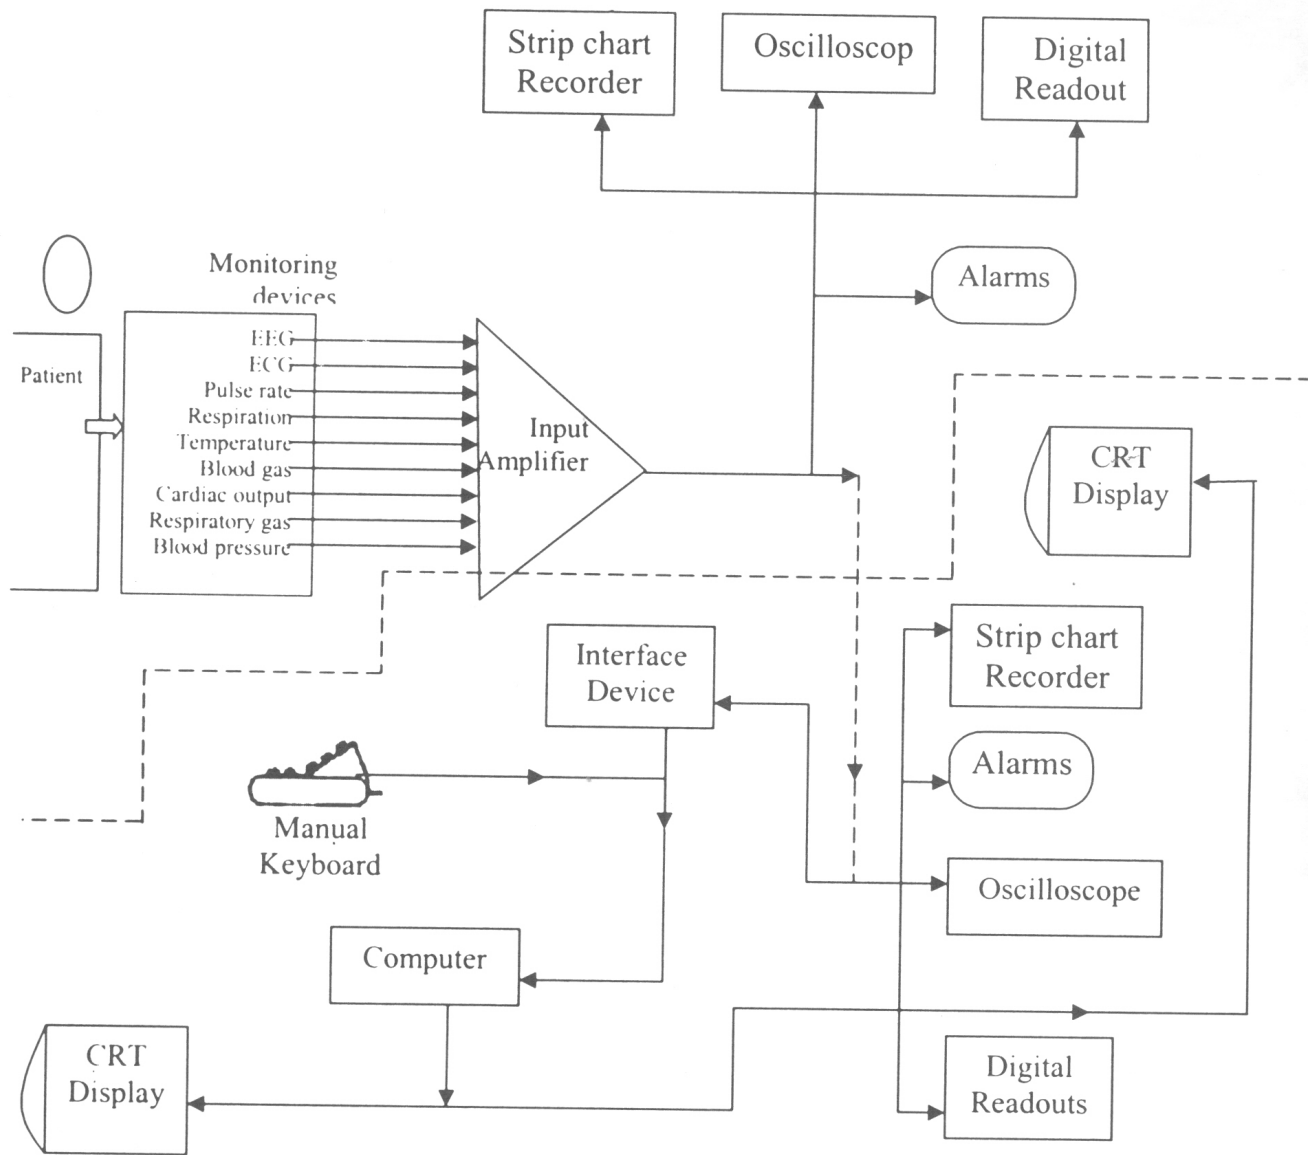 Strip chart
Recorder
Oscilloscop
Digital
Readout
Monitoring
devices
Alarms
Patient
EEG
ECG
Pulse rate
Respiration
Temperature
Blood gas
Cardiac output
Respiratory gas
Blood pressure
Input
Amplifier
CRT
Display
Interface
Device
Strip chart
Recorder
Alarms
Manual
Keyboard
Oscilloscope
Computer
CRT
Display
Digital
Readouts